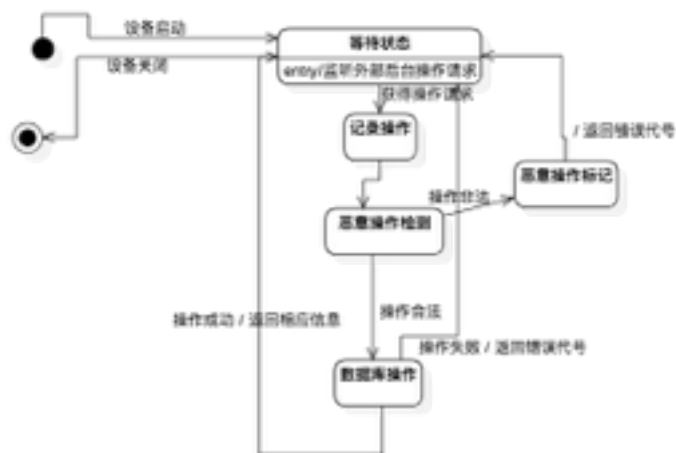 设备启动
等待状态
设备关闭
entry/监听外部后台操作请求
获得操作请求
记录操作
/ 返回错误代号
恶意操作标记
操作非法
恶意操作检测
操作成功 / 返回相应信息
操作合法
操作失败 / 返回错误代号
数据库操作